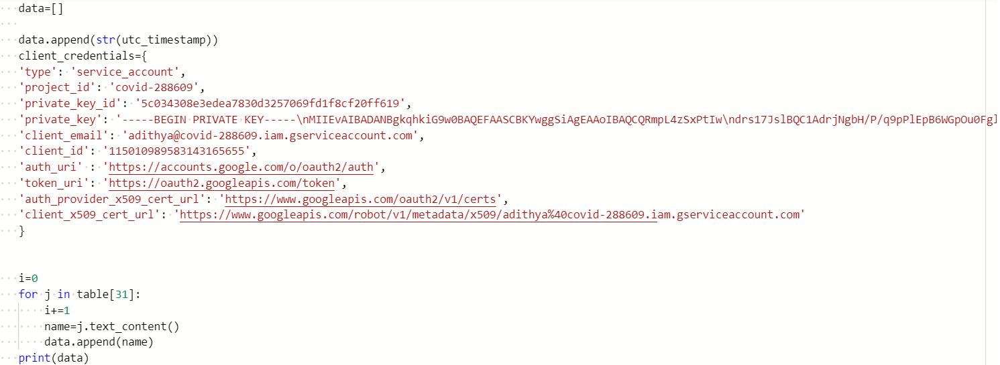 data=[]
data.append(str(utc_timestamp))
client_credentials={
'type': 'service_account',
'project_id': 'covid-288609',
'private_key_id': '5c034308e3edea7830d3257069fd1f8cf20ff619',
'private_key': '-----BEGIN PRIVATE KEY-----\nMIIEvAIBADANBgkqhkiG9w0BAQEFAASCBKYwggSiAgEAAoIBAQCQRmpL4zSxPtIw\ndrs17JslBQC1AdrjNgbH/P/q9pPlEpB6WGpOu0Fgl
'client_email': 'adithya@covid-288609.iam.gserviceaccount.com',
'client_id': '115010989583143165655',
'auth_uri' : 'https://accounts.google.com/o/oauth2/auth',
'token_uri': 'https://oauth2.googleapis.com/token',
'auth_provider_x509_cert_url': 'https://www.googleapis.com/oauth2/v1/certs',
'client_x509_cert_url': 'https://www.googleapis.com/robot/v1/metadata/x509/adithya%40covid-288609.iam.gserviceaccount.com'
}
i=0
for j in table[31]:
i+=1
name=j.text_content()
data.append(name)
print(data)